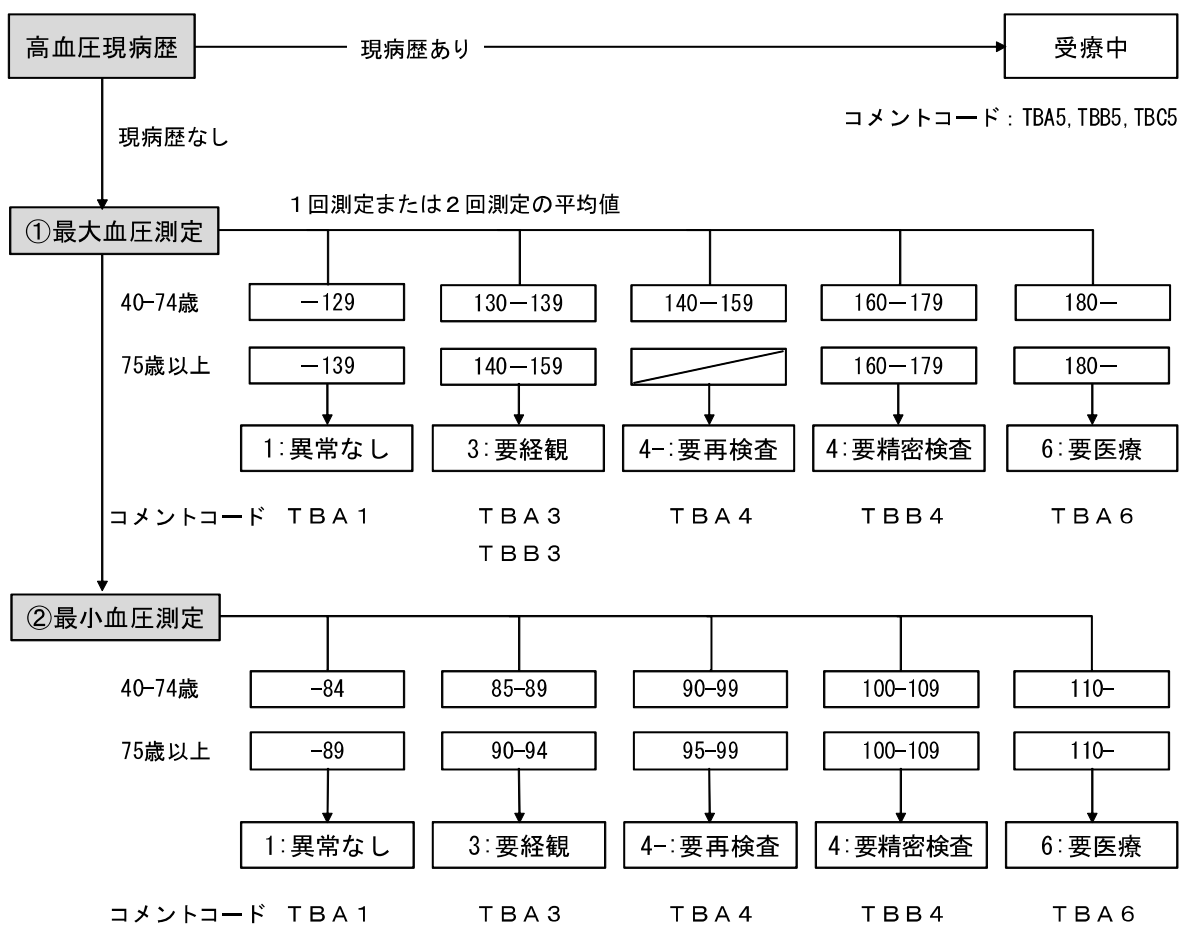 高血圧現病歴 現病歴あり 受療中
コメントコード：TBA5, TBB5, TBC5
現病歴なし
１回測定または２回測定の平均値
①最大血圧測定
40-74歳 －129 130－139 140－159 160－179 180－
75歳以上 －139 140－159 160－179 180－
1:異常なし 3:要経観 4-:要再検査 4:要精密検査 6:要医療
コメントコード ＴＢＡ１ ＴＢＡ３ ＴＢＡ４ ＴＢＢ４ ＴＢＡ６
ＴＢＢ３
②最小血圧測定
40-74歳 -84 85-89 90-99 100-109 110-
75歳以上 -89 90-94 95-99 100-109 110-
1:異常なし 3:要経観 4-:要再検査 4:要精密検査 6:要医療
コメントコード ＴＢＡ１ ＴＢＡ３ ＴＢＡ４ ＴＢＢ４ ＴＢＡ６